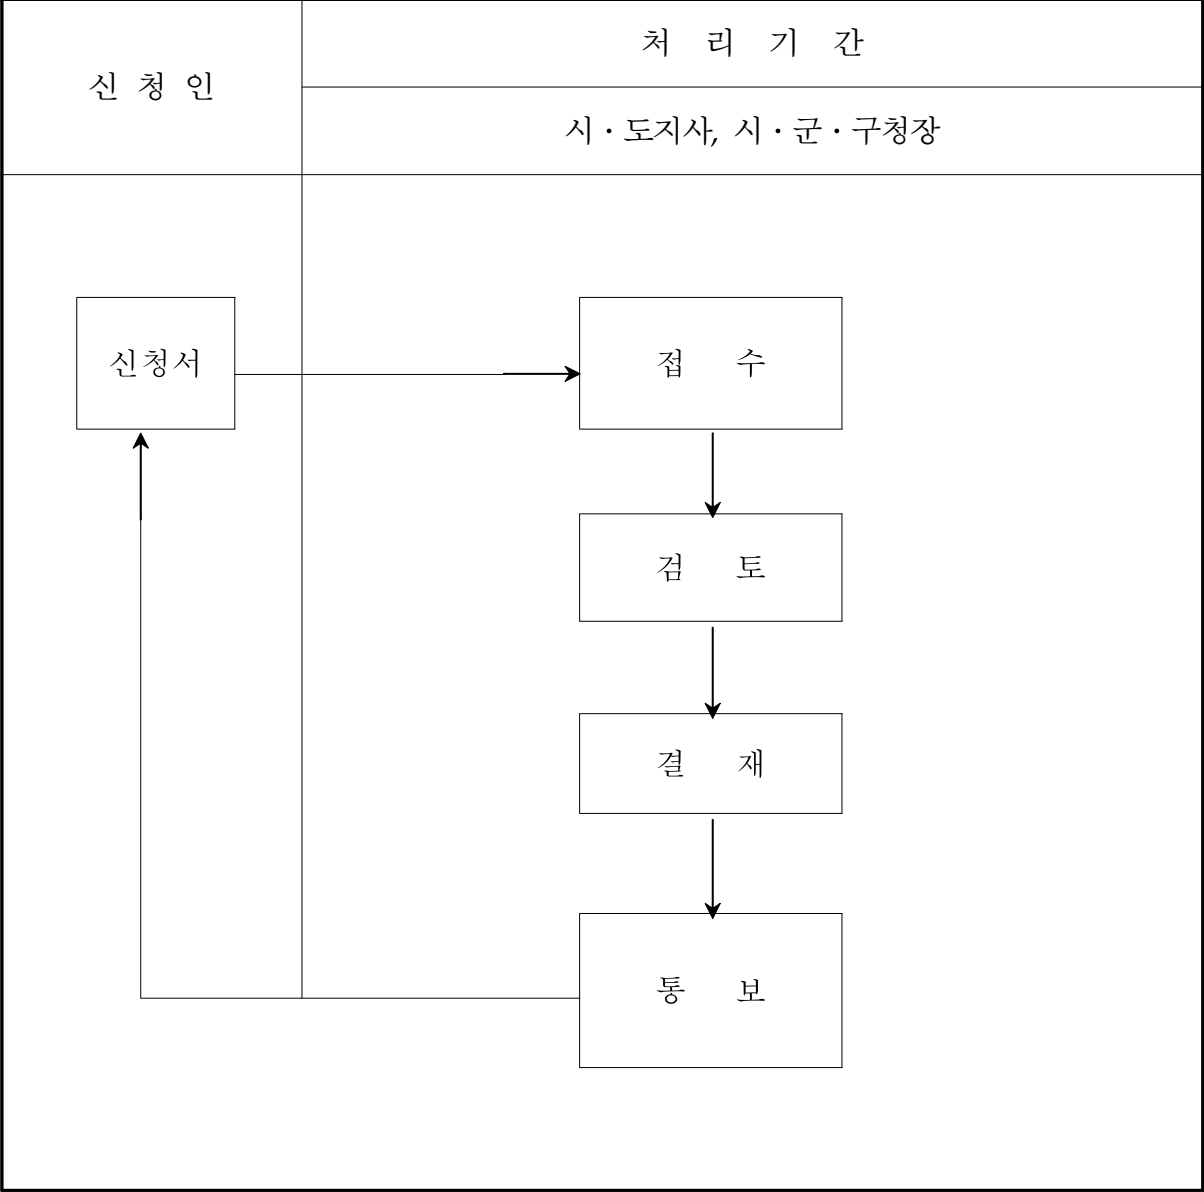 신 청 인
처 리 기 간
시 · 도지사, 시 · 군 · 구청장
신청서
접 수
검 토
결 재
통 보